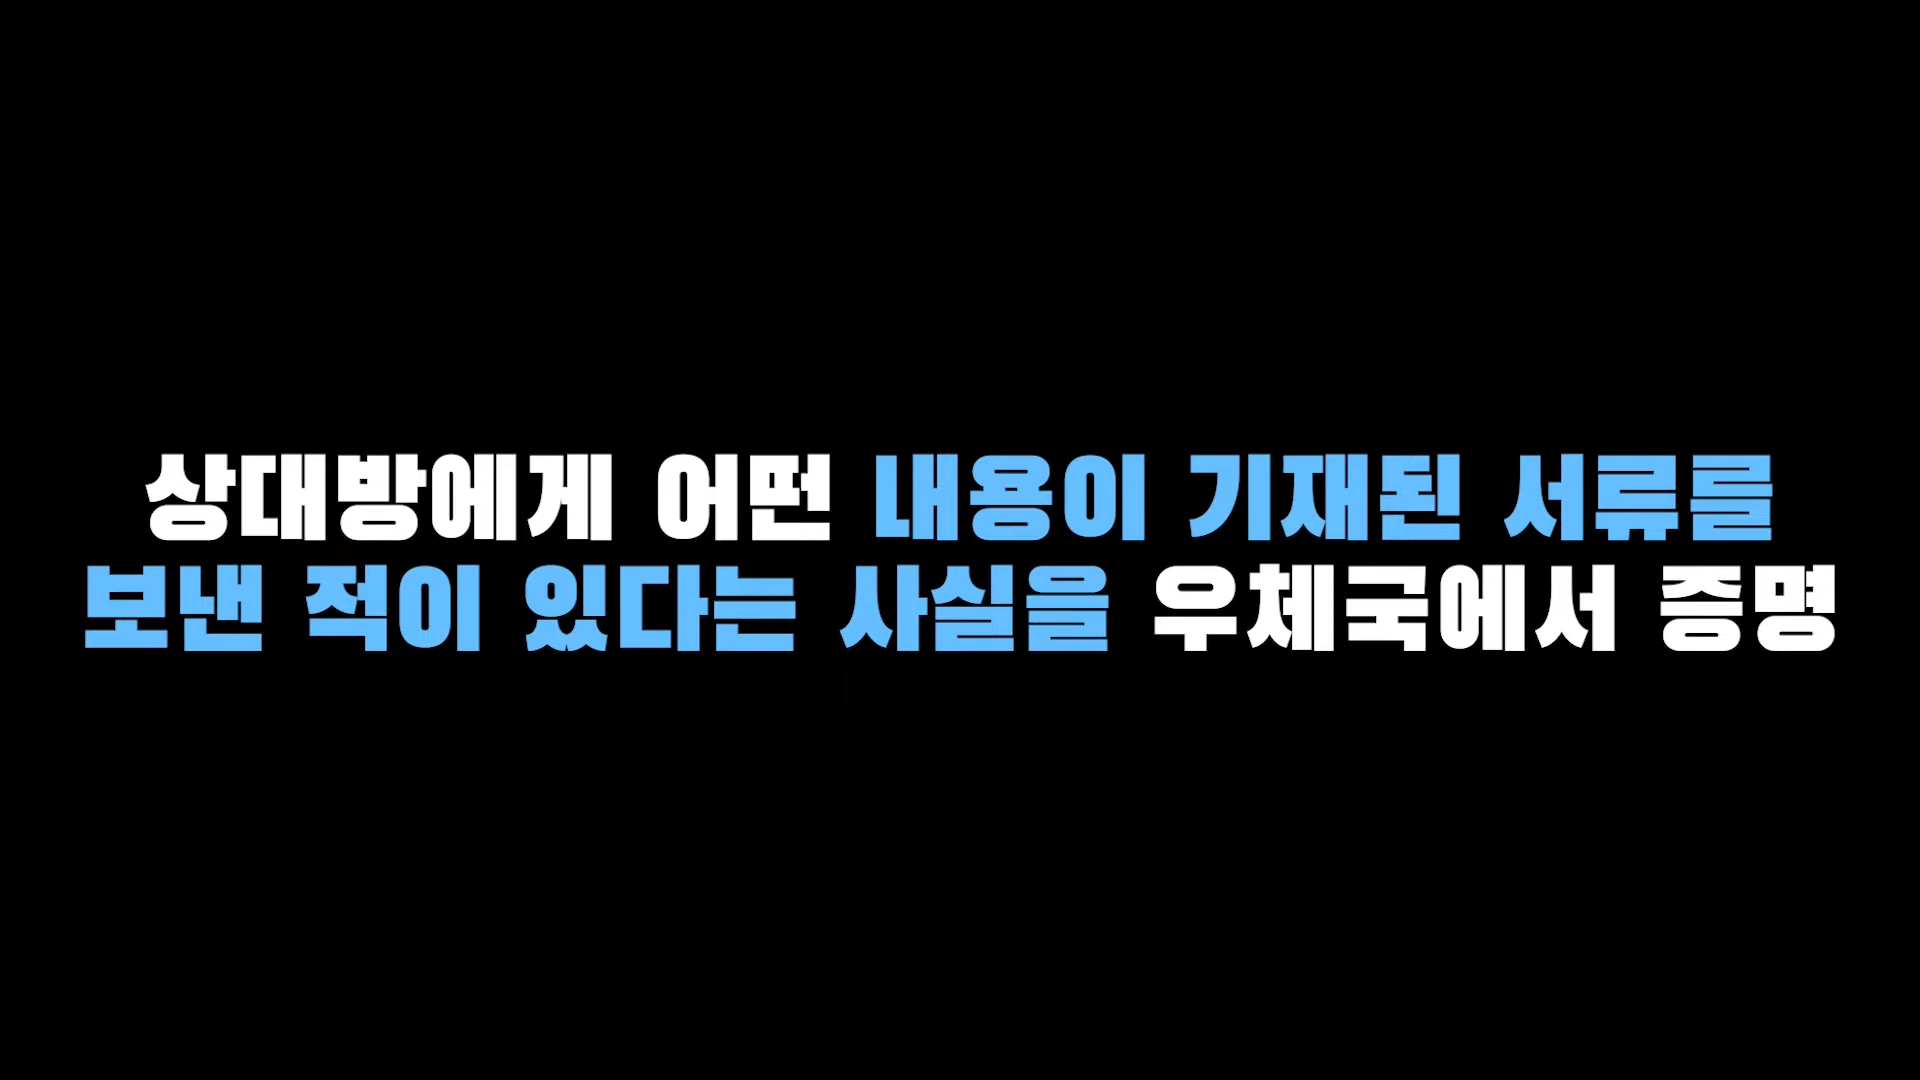 상대방에게 어떤 내용이 기재된 서류를
보낸 적이 있다는 사실을 우체국에서 증명